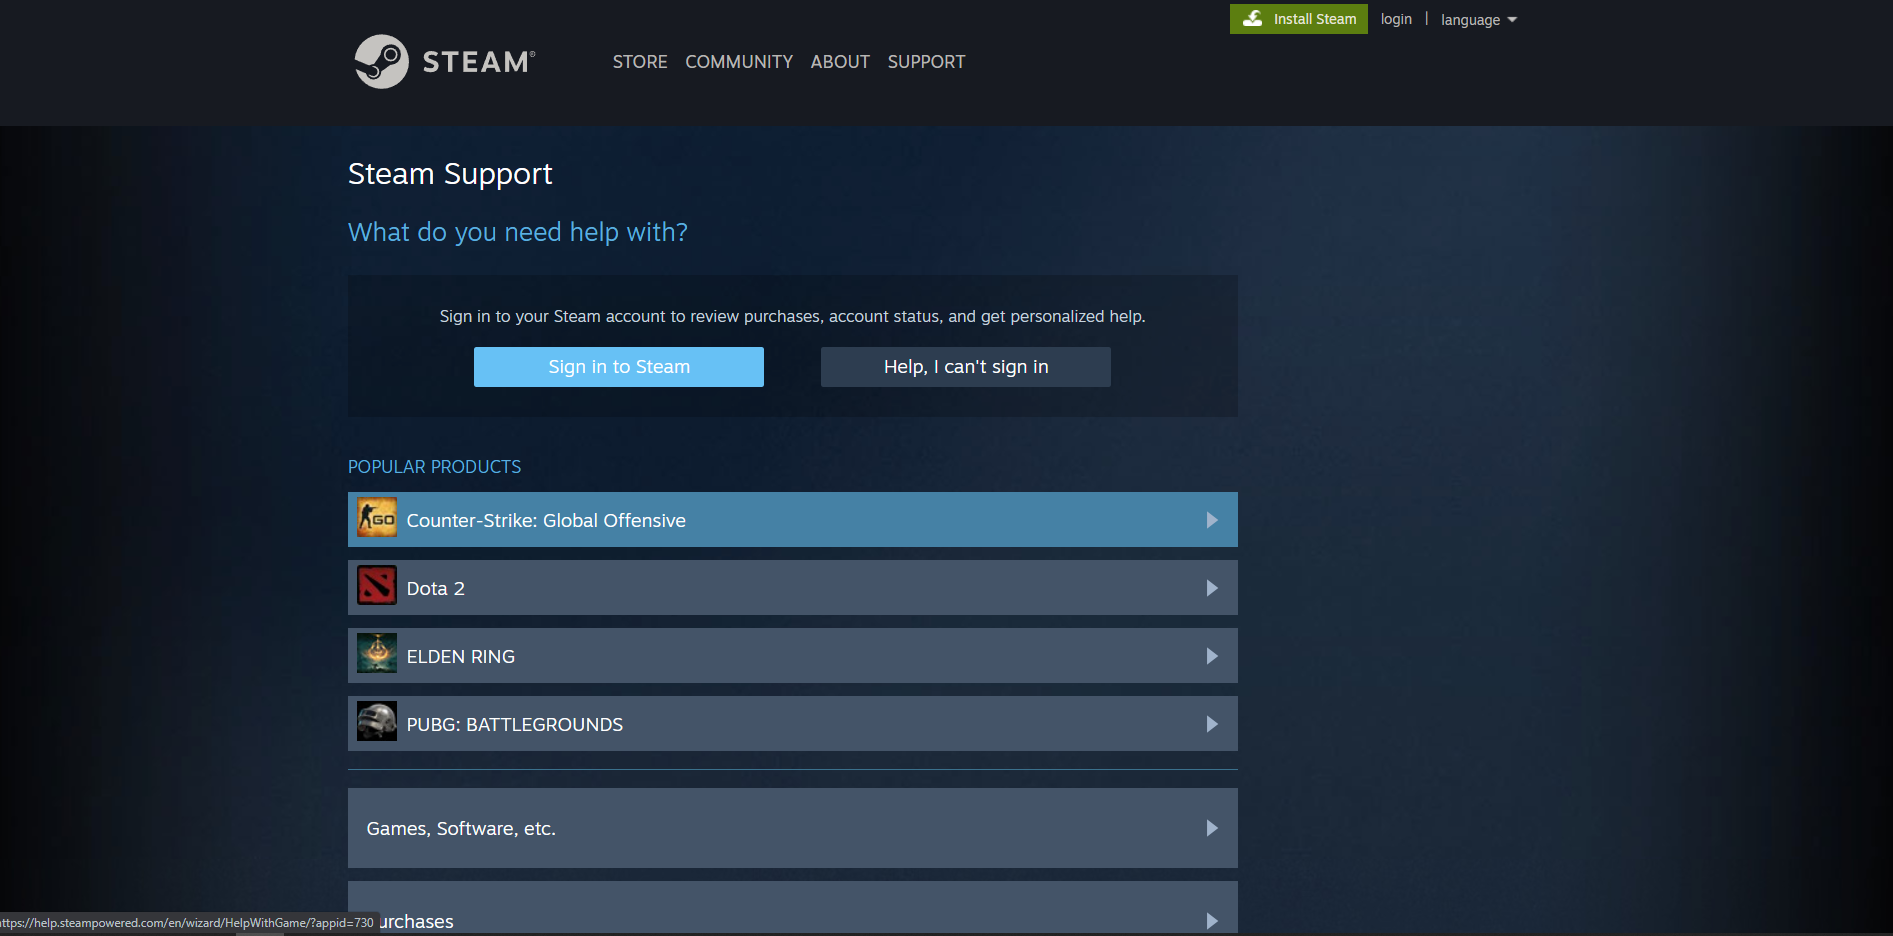 Install Steam login | language
STEAM®
STORE COMMUNITY ABOUT SUPPORT
Steam Support
What do you need help with?
Sign in to your Steam account to review purchases, account status, and get personalized help.
Sign in to Steam
Help, I can't sign in
POPULAR PRODUCTS
GO
Counter-Strike: Global Offensive
Dota 2
ELDEN RING
PUBG: BATTLEGROUNDS
Games, Software, etc.
urchases
ttps://help.steampowered.com/en/wizard/HelpWithGame/?appid=730